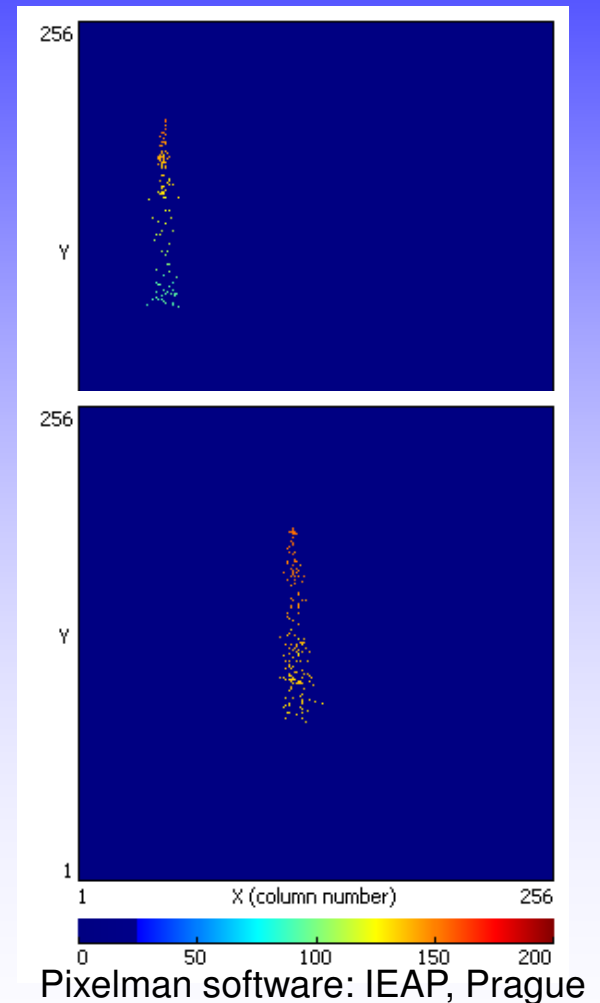 256
Y
256
Y
1
1 X (column number) 256
0 50 100 150 200
Pixelman software: IEAP, Prague